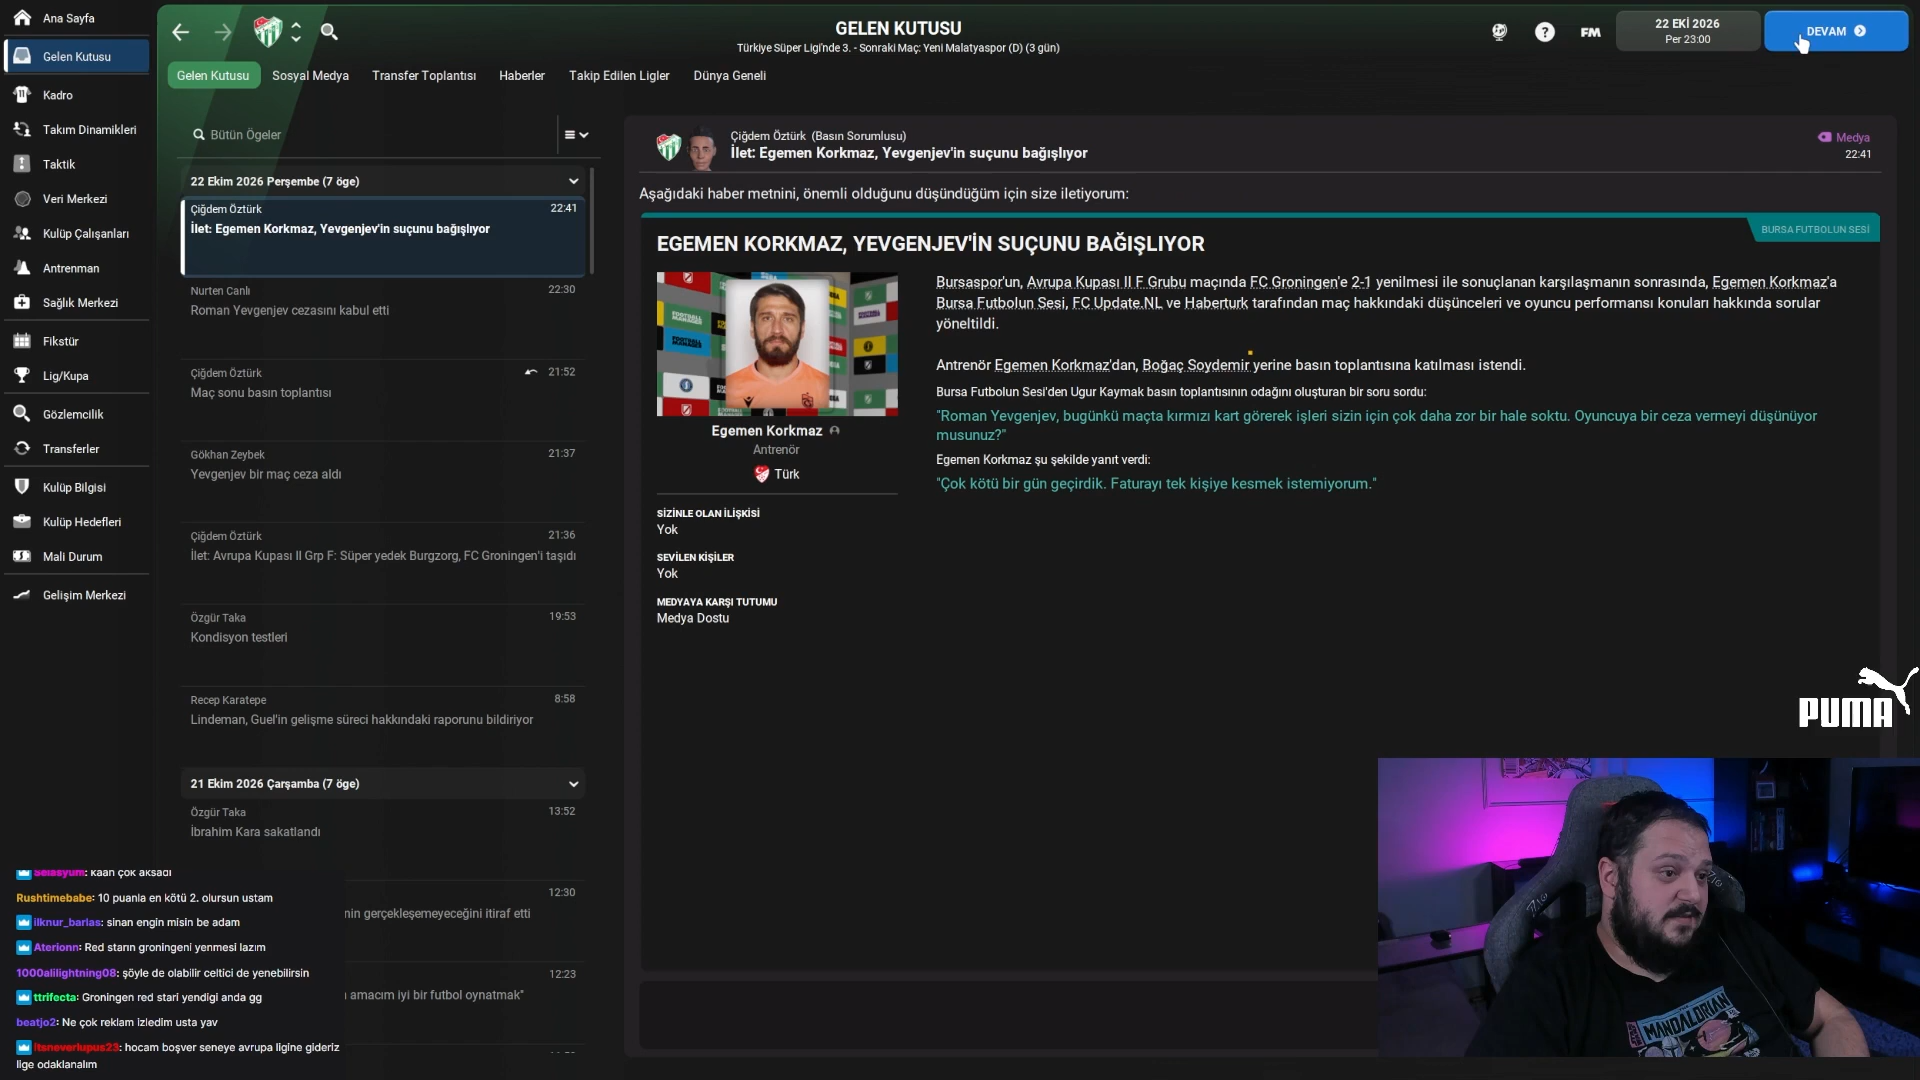 Ana Sayfa
Gelen Kutusu
Kadro
Takım Dinamikleri
Taktik
Veri Merkezi
Kulüp Çalışanları
Antrenman
Sağlık Merkezi
Fikstür
Lig/Kupa
Gözlemcilik
Transferler
Kulüp Bilgisi
Kulüp Hedefleri
Mali Durum
Gelişim Merkezi
GELEN KUTUSU
Türkiye Süper Ligi'nde 3. - Sonraki Maç: Yeni Malatyaspor (D) (3 gün)
FM
22 EKİ 2026
Per 23:00
DEVAM
Gelen Kutusu Sosyal Medya Transfer Toplantısı Haberler Takip Edilen Ligler Dünya Geneli
Bütün Ögeler
22 Ekim 2026 Perşembe (7 öge)
Çiğdem Öztürk 22:41
İlet: Egemen Korkmaz, Yevgenjev'in suçunu bağışlıyor
Nurten Canlı 22:30
Roman Yevgenjev cezasını kabul etti
Çiğdem Öztürk 21:52
Maç sonu basın toplantısı
Gökhan Zeybek 21:37
Yevgenjev bir maç ceza aldı
Çiğdem Öztürk 21:36
İlet: Avrupa Kupası II Grp F: Süper yedek Burgzorg, FC Groningen'i taşıdı
Özgür Taka 19:53
Kondisyon testleri
Recep Karatepe 8:58
Lindeman, Guel'in gelişme süreci hakkındaki raporunu bildiriyor
21 Ekim 2026 Çarşamba (7 öge)
Özgür Taka 13:52
İbrahim Kara sakatlandı
12:30
nin gerçekleşemeyeceğini itiraf etti
12:23
amacım iyi bir futbol oynatmak"
Çiğdem Öztürk (Basın Sorumlusu)
İlet: Egemen Korkmaz, Yevgenjev'in suçunu bağışlıyor
Medya
22:41
Aşağıdaki haber metnini, önemli olduğunu düşündüğüm için size iletiyorum:
BURSA FUTBOLUN SESİ
EGEMEN KORKMAZ, YEVGENJEV'İN SUÇUNU BAĞIŞLIYOR
Egemen Korkmaz
Antrenör
Türk
SİZİNLE OLAN İLİŞKİSİ
Yok
SEVİLEN KİŞİLER
Yok
MEDYAYA KARŞI TUTUMU
Medya Dostu
Bursaspor'un, Avrupa Kupası II F Grubu maçında FC Groningen'e 2-1 yenilmesi ile sonuçlanan karşılaşmanın sonrasında, Egemen Korkmaz'a
Bursa Futbolun Sesi, FC Update.NL ve Haberturk tarafından maç hakkındaki düşünceleri ve oyuncu performansı konuları hakkında sorular
yöneltildi.
Antrenör Egemen Korkmaz'dan, Boğaç Soydemir yerine basın toplantısına katılması istendi.
Bursa Futbolun Sesi'den Ugur Kaymak basın toplantısının odağını oluşturan bir soru sordu:
"Roman Yevgenjev, bugünkü maçta kırmızı kart görerek işleri sizin için çok daha zor bir hale soktu. Oyuncuya bir ceza vermeyi düşünüyor
musunuz?"
Egemen Korkmaz şu şekilde yanıt verdi:
"Çok kötü bir gün geçirdik. Faturayı tek kişiye kesmek istemiyorum."
Selasyum: kaan çok aksadı
Rushtimebabe: 10 puanla en kötü 2. olursun ustam
ilknur_barlas: sinan engin misin be adam
Aterionn: Red starın groningeni yenmesi lazım
1000alilightning08: şöyle de olabilir celtici de yenebilirsin
ttrifecta: Groningen red stari yendigi anda gg
beatjo2: Ne çok reklam izledim usta yav
itsneverlupus23: hocam boşver seneye avrupa ligine gideriz
lige odaklanalım
PUMA
MANDALORIAN